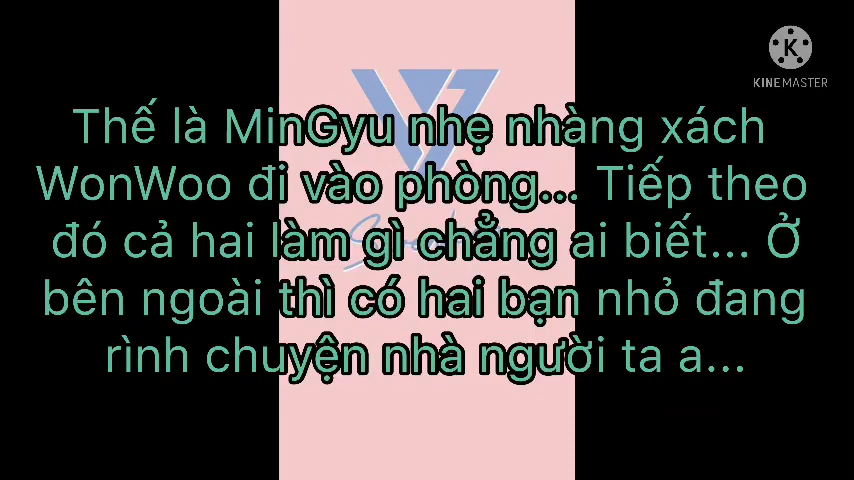 KINEMASTER
Thế là MinGyu nhẹ nhàng xách
WonWoo đi vào phòng... Tiếp theo
đó cả hai làm gì chẳng ai biết... Ở
bên ngoài thì có hai bạn nhỏ đang
rình chuyện nhà người ta a...